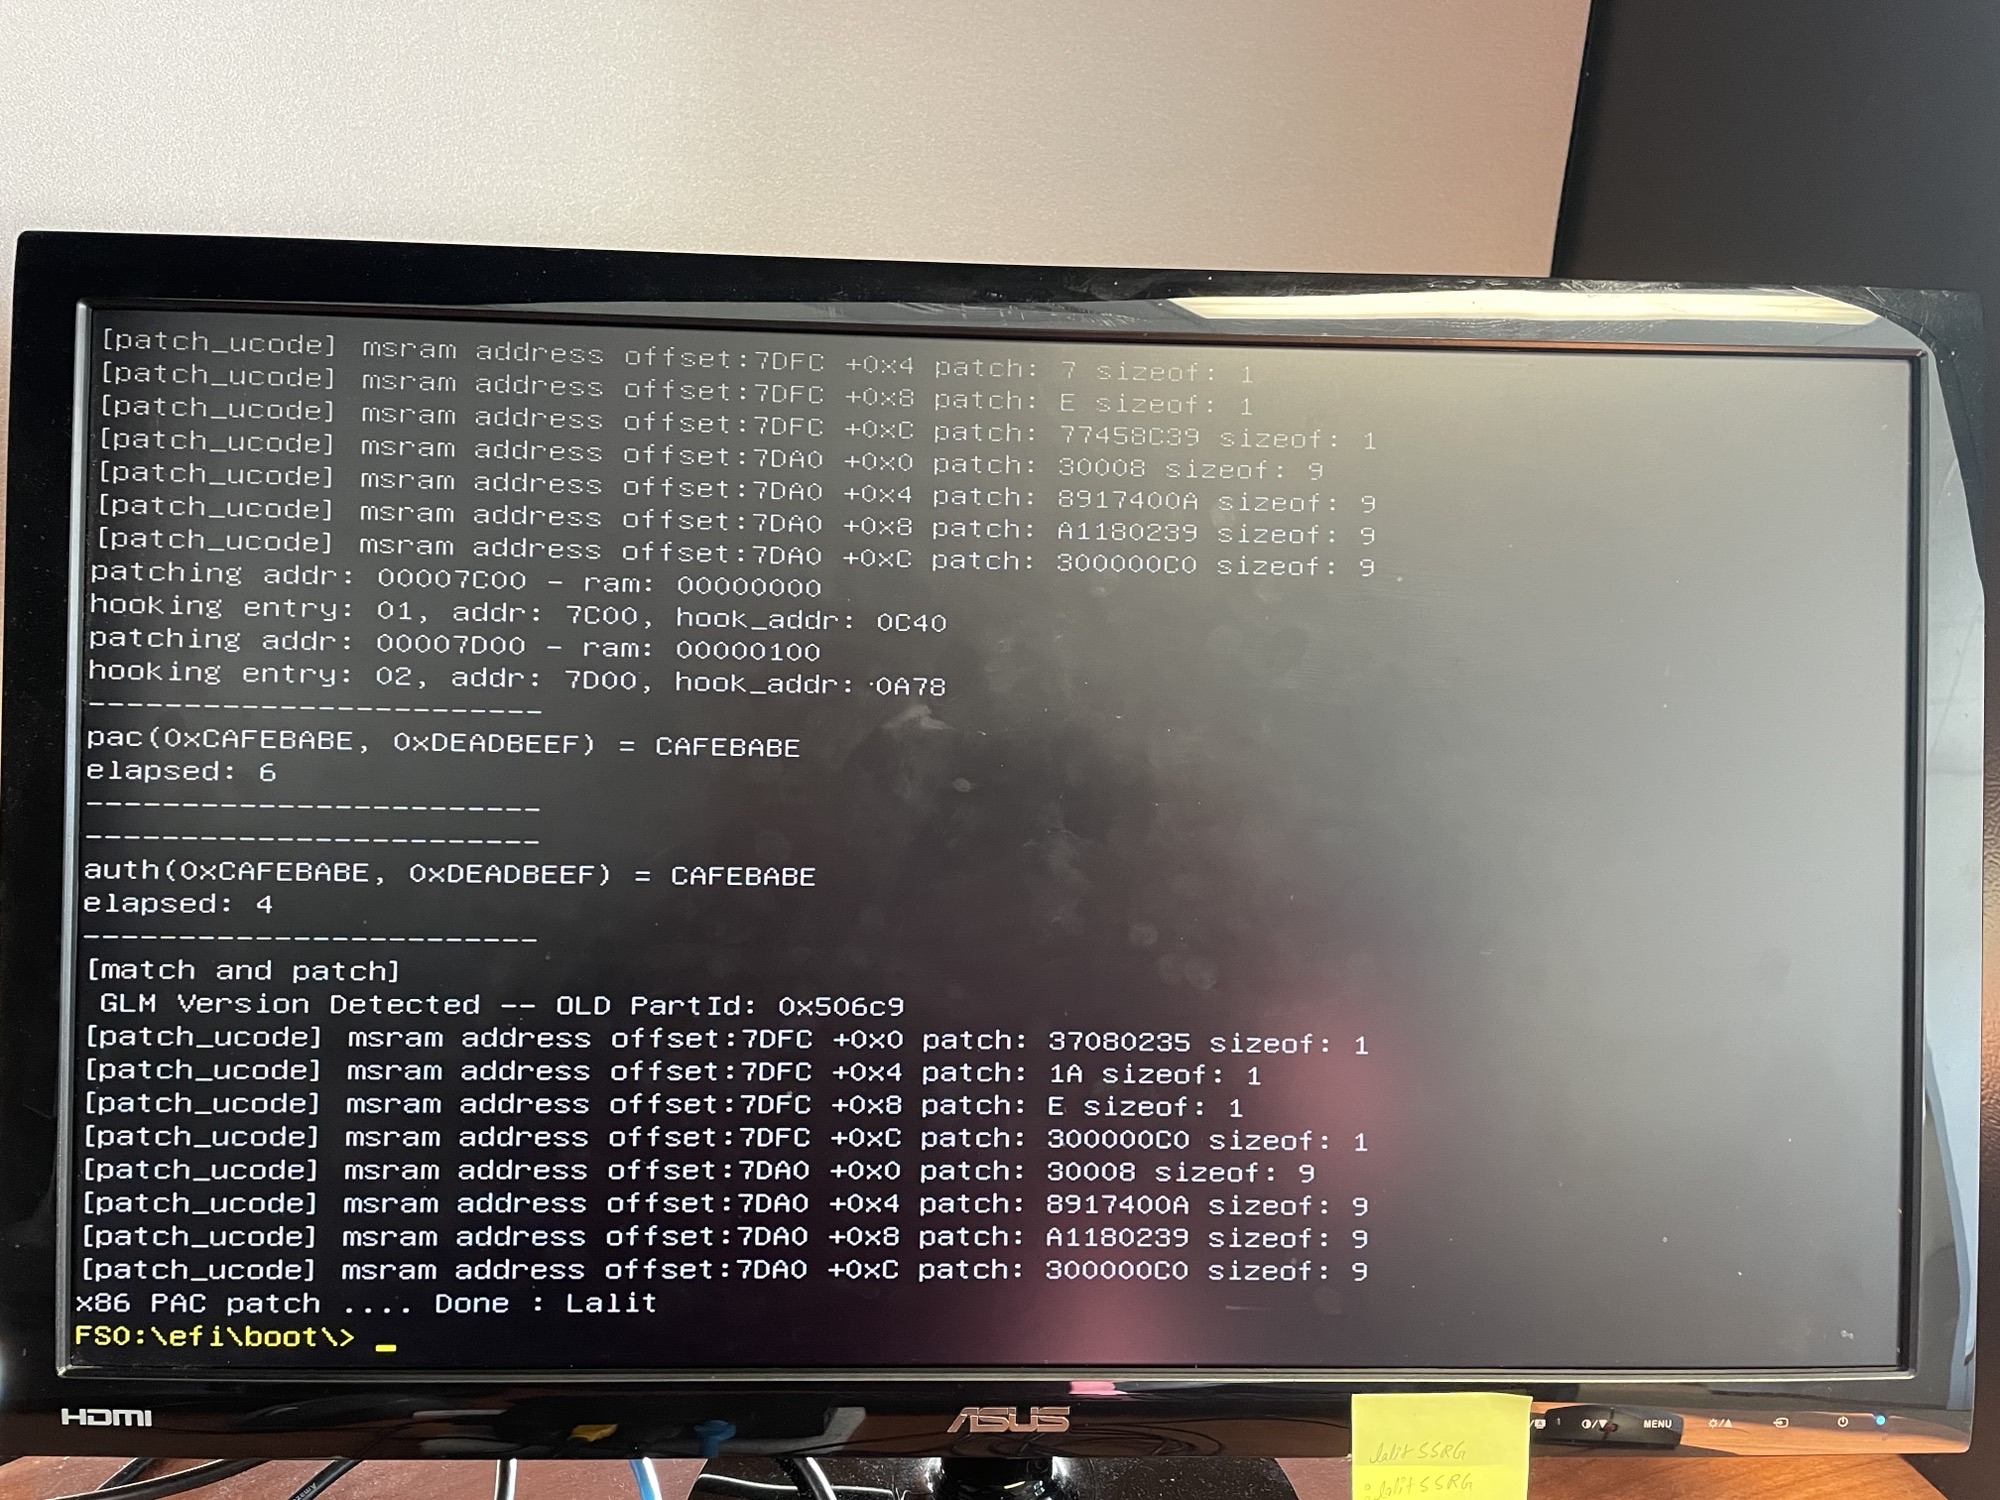 [patch_ucode] msram address offset:7DFC +0x4 patch: 7 sizeof: 1
[patch_ucode] msram address offset:7DFC +0x8 patch: E sizeof: 1
[patch_ucode] msram address offset:7DFC +0xC patch: 77458C39 sizeof: 1
[patch_ucode] msram address offset:7DA0 +0x0 patch: 30008 sizeof: 9
[patch_ucode] msram address offset:7DA0 +0x4 patch: 8917400A sizeof: 9
[patch_ucode] msram address offset:7DA0 +0x8 patch: A1180239 sizeof: 9
[patch_ucode] msram address offset:7DA0 +0xC patch: 300000C0 sizeof: 9
patching addr: 00007C00 - ram: 00000000
hooking entry: 01, addr: 7C00, hook_addr: 0C40
patching addr: 00007D00 - ram: 00000100
hooking entry: 02, addr: 7D00, hook_addr: 0A78
------------------------
pac(0xCAFEBABE, 0xDEADBEEF) = CAFEBABE
elapsed: 6
------------------------
------------------------
auth(0xCAFEBABE, 0xDEADBEEF) = CAFEBABE
elapsed: 4
------------------------
[match and patch]
GLM Version Detected -- OLD PartId: 0x506c9
[patch_ucode] msram address offset:7DFC +0x0 patch: 37080235 sizeof: 1
[patch_ucode] msram address offset:7DFC +0x4 patch: 1A sizeof: 1
[patch_ucode] msram address offset:7DFC +0x8 patch: E sizeof: 1
[patch_ucode] msram address offset:7DFC +0xC patch: 300000C0 sizeof: 1
[patch_ucode] msram address offset:7DA0 +0x0 patch: 30008 sizeof: 9
[patch_ucode] msram address offset:7DA0 +0x4 patch: 8917400A sizeof: 9
[patch_ucode] msram address offset:7DA0 +0x8 patch: A1180239 sizeof: 9
[patch_ucode] msram address offset:7DA0 +0xC patch: 300000C0 sizeof: 9
x86 PAC patch .... Done : Lalit
FS0:\efi\boot\> _
HDMI
ASUS
MENU
lalit SSRG
lalit SSRG